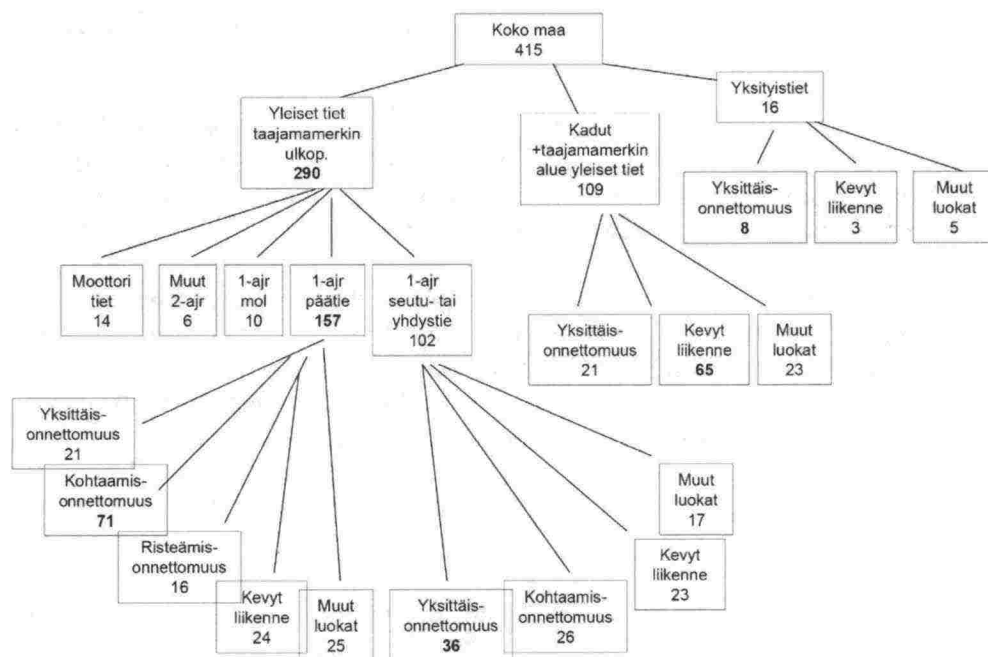 Koko maa
415
Yleiset tiet
taajamamerkin
ulkop.
290
Kadut
+taajamamerkin
alue yleiset tiet
109
Yksityistiet
16
Yksittäis-
onnettomuus
8
Kevyt
liikenne
3
Muut
luokat
5
Moottori
tiet
14
Muut
2-ajr
6
1-ajr
mol
10
1-ajr
päätie
157
1-ajr
seutu- tai
yhdystie
102
Yksittäis-
onnettomuus
21
Kevyt
liikenne
65
Muut
luokat
23
Yksittäis-
onnettomuus
21
Kohtaamis-
onnettomuus
71
Risteämis-
onnettomuus
16
Kevyt
liikenne
24
Muut
luokat
25
Yksittäis-
onnettomuus
36
Kohtaamis-
onnettomuus
26
Kevyt
liikenne
23
Muut
luokat
17